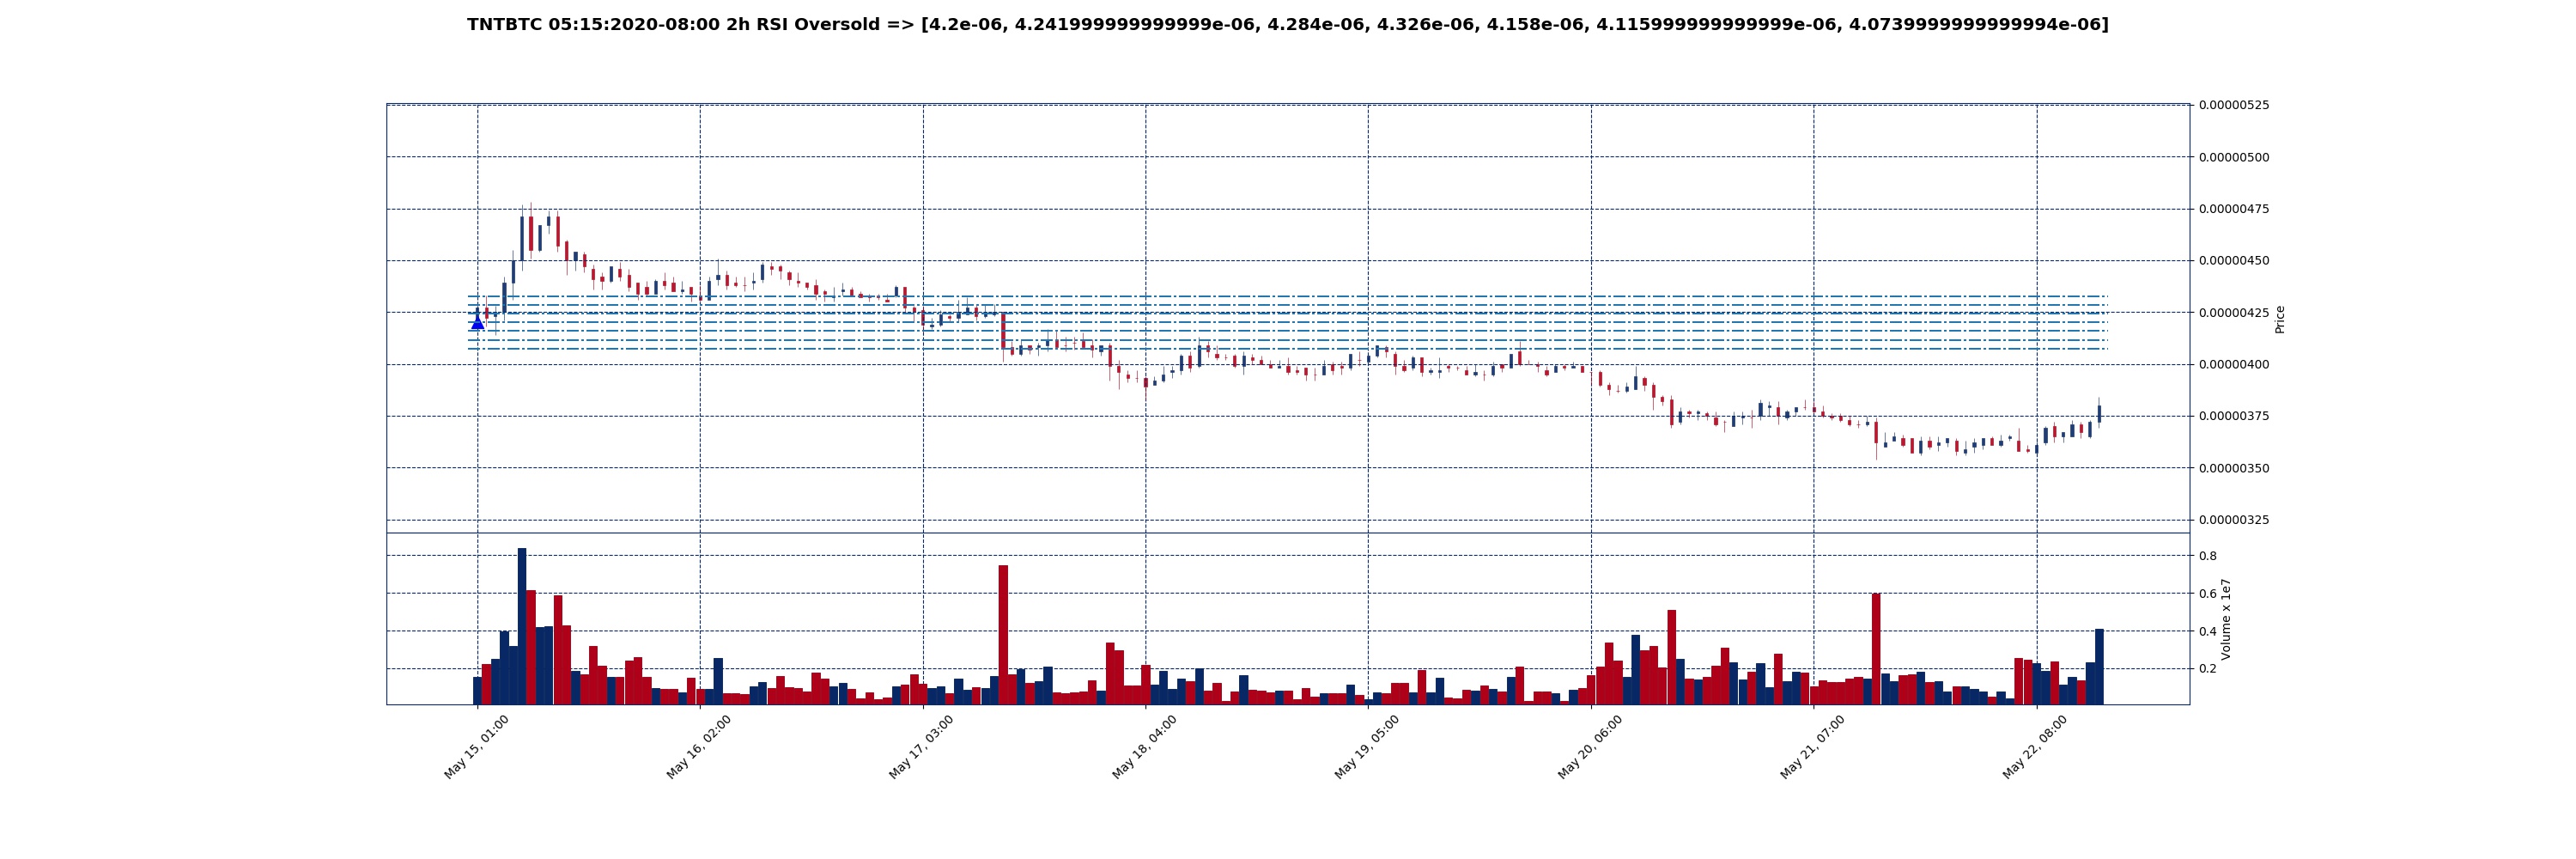 TNTBTC 05:15:2020-08:00 2h RSI Oversold => [4.2e-06, 4.241999999999999e-06, 4.284e-06, 4.326e-06, 4.158e-06, 4.115999999999999e-06, 4.0739999999999994e-06]
0.00000525
0.00000500
0.00000475
0.00000450
0.00000425
0.00000400
0.00000375
0.00000350
0.00000325
Price
0.8
0.6
0.4
0.2
Volume x 1e7
May 15, 01:00
May 16, 02:00
May 17, 03:00
May 18, 04:00
May 19, 05:00
May 20, 06:00
May 21, 07:00
May 22, 08:00